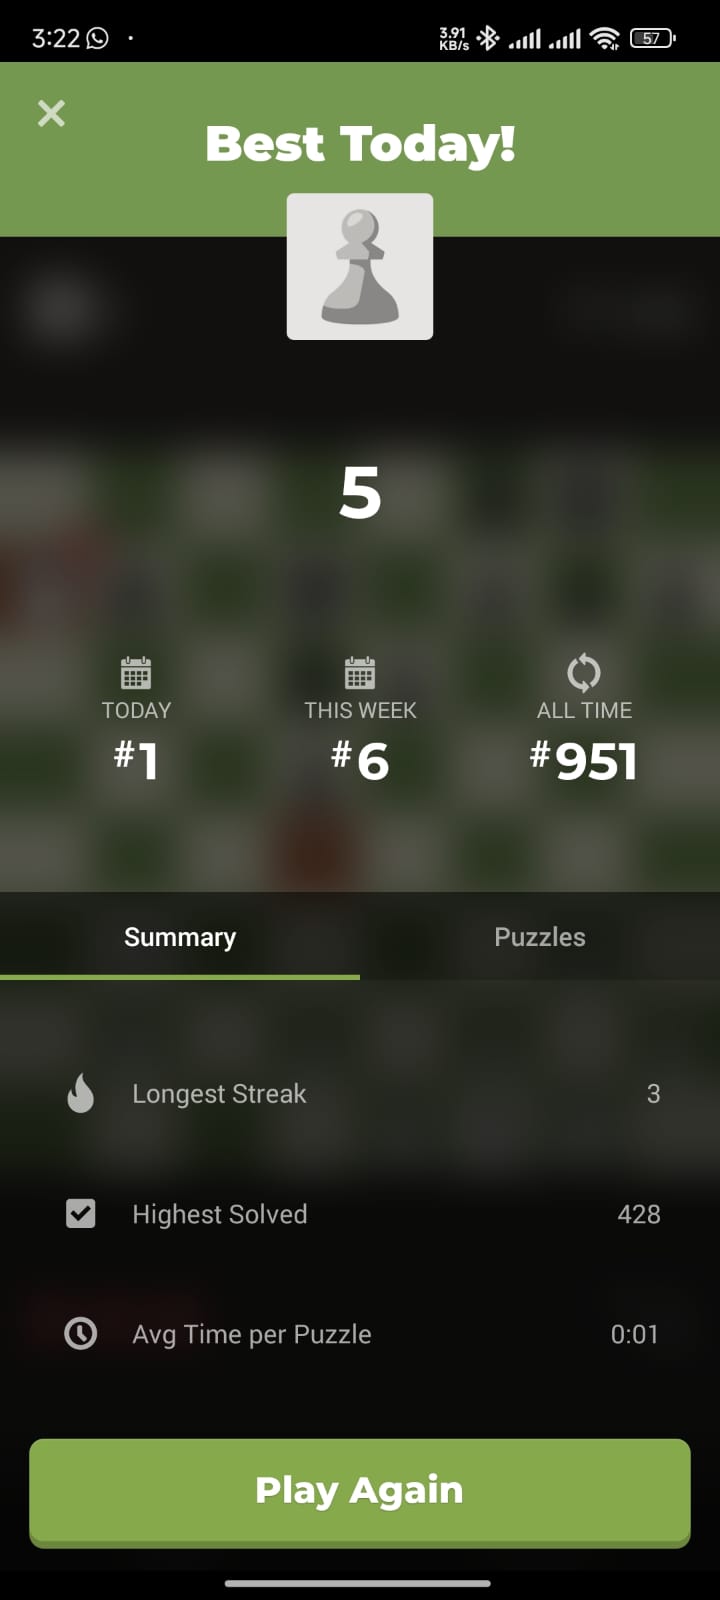 3:22
3.91
KB/s
57
Best Today!
5
TODAY
THIS WEEK
ALL TIME
#1
#6
#951
Summary
Puzzles
Longest Streak
3
Highest Solved
428
Avg Time per Puzzle
0:01
Play Again